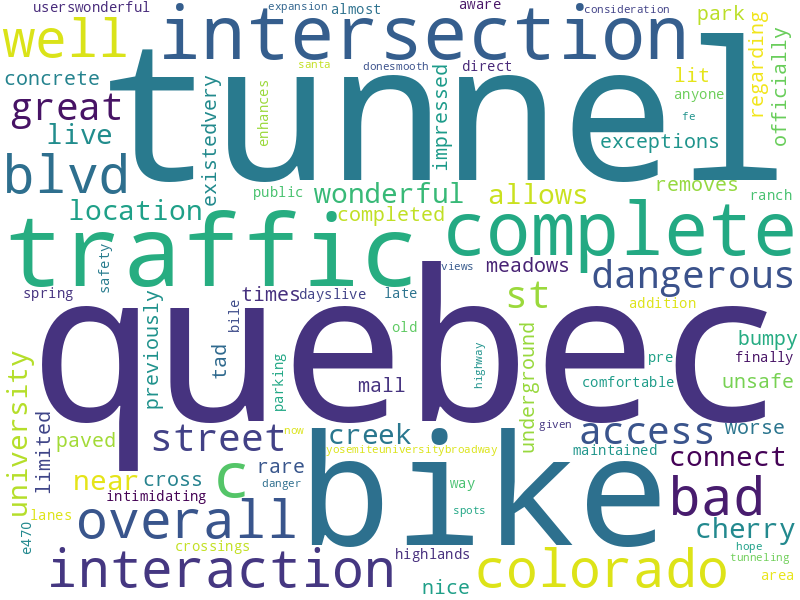 userswonderful
expansion
almost
aware
consideration
park
well
intersection
concrete
santa
donesmooth
direct
lit
regarding
officially
great
tunnel
anyone
fe
live
existedvery
enhances
impressed
exceptions
blvd
public
wonderful
allows
removes
ranch
location
completed
traffic
complete
safety
views
meadows
dangerous
spring
times
dayslive
late
st
addition
bile
previously
old
quebec
bumpy
tad
highway
underground
pre
finally
university
parking
mall
comfortable
unsafe
limited
paved
street
now
creek
given
access
worse
yosemiteuniversitybroadway
maintained
connect
near
cross
c
rare
intimidating
danger
way
bad
lanes
overall
bike
spots
cherry
e470
crossings
hope
tunneling
interaction
highlands
nice
colorado
area